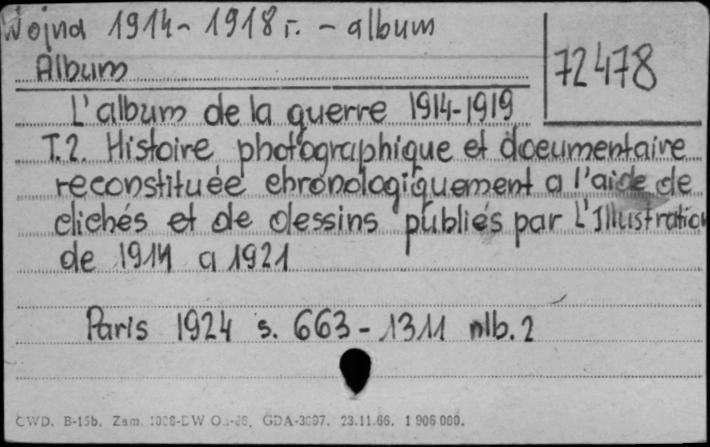 Wojna 1914-1918 r. - album
72478
Album
L'album de la guerre 1914-1919
T.2. Histoire photographique et documentaire
reconstituée chronologiquement a l'aide de
clichés et de dessins publiés par L'Illustration
de 1914 a 1921
Paris 1924 s. 663-1311 nlb. 2
CWD. B-15b. Zam. GDA-3097. 23.11.66. 1 906 000.